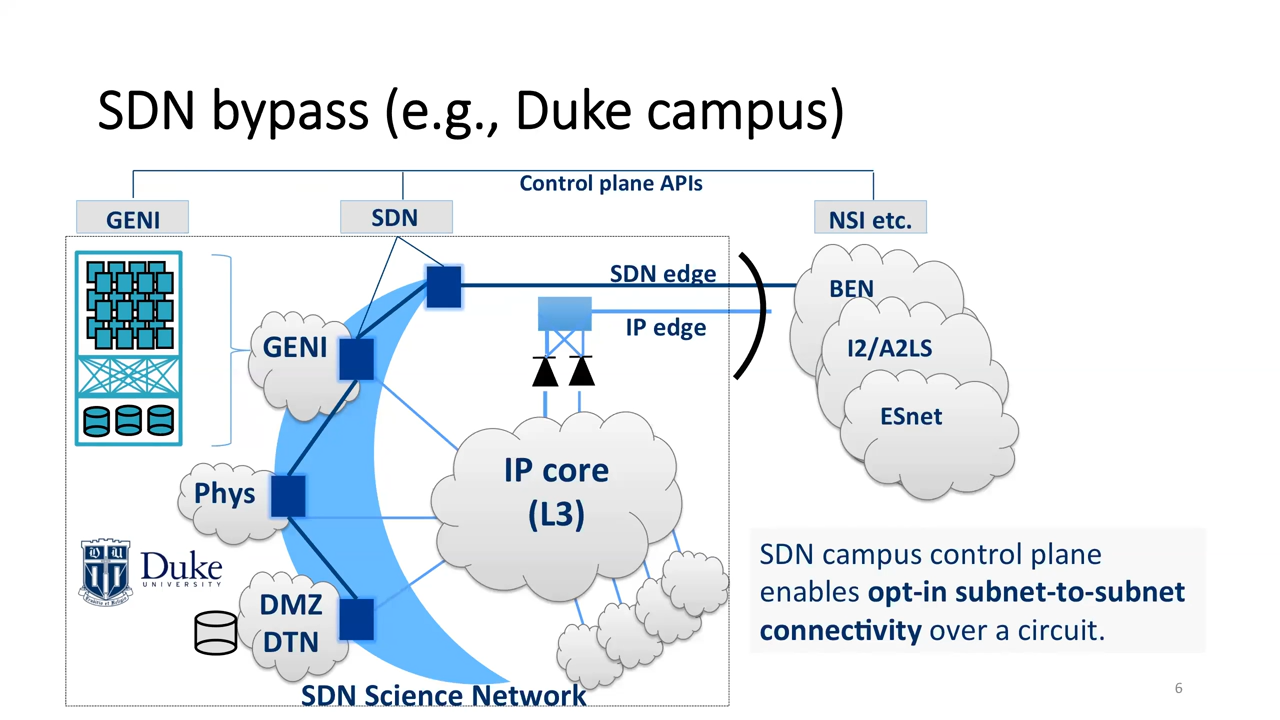 SDN bypass (e.g., Duke campus)
Control plane APIs
GENI
SDN
NSI etc.
SDN edge
BEN
IP edge
GENI
I2/A2LS
ESnet
IP core
(L3)
Phys
Duke
UNIVERSITY
DMZ
DTN
SDN campus control plane
enables opt-in subnet-to-subnet
connectivity over a circuit.
SDN Science Network
6